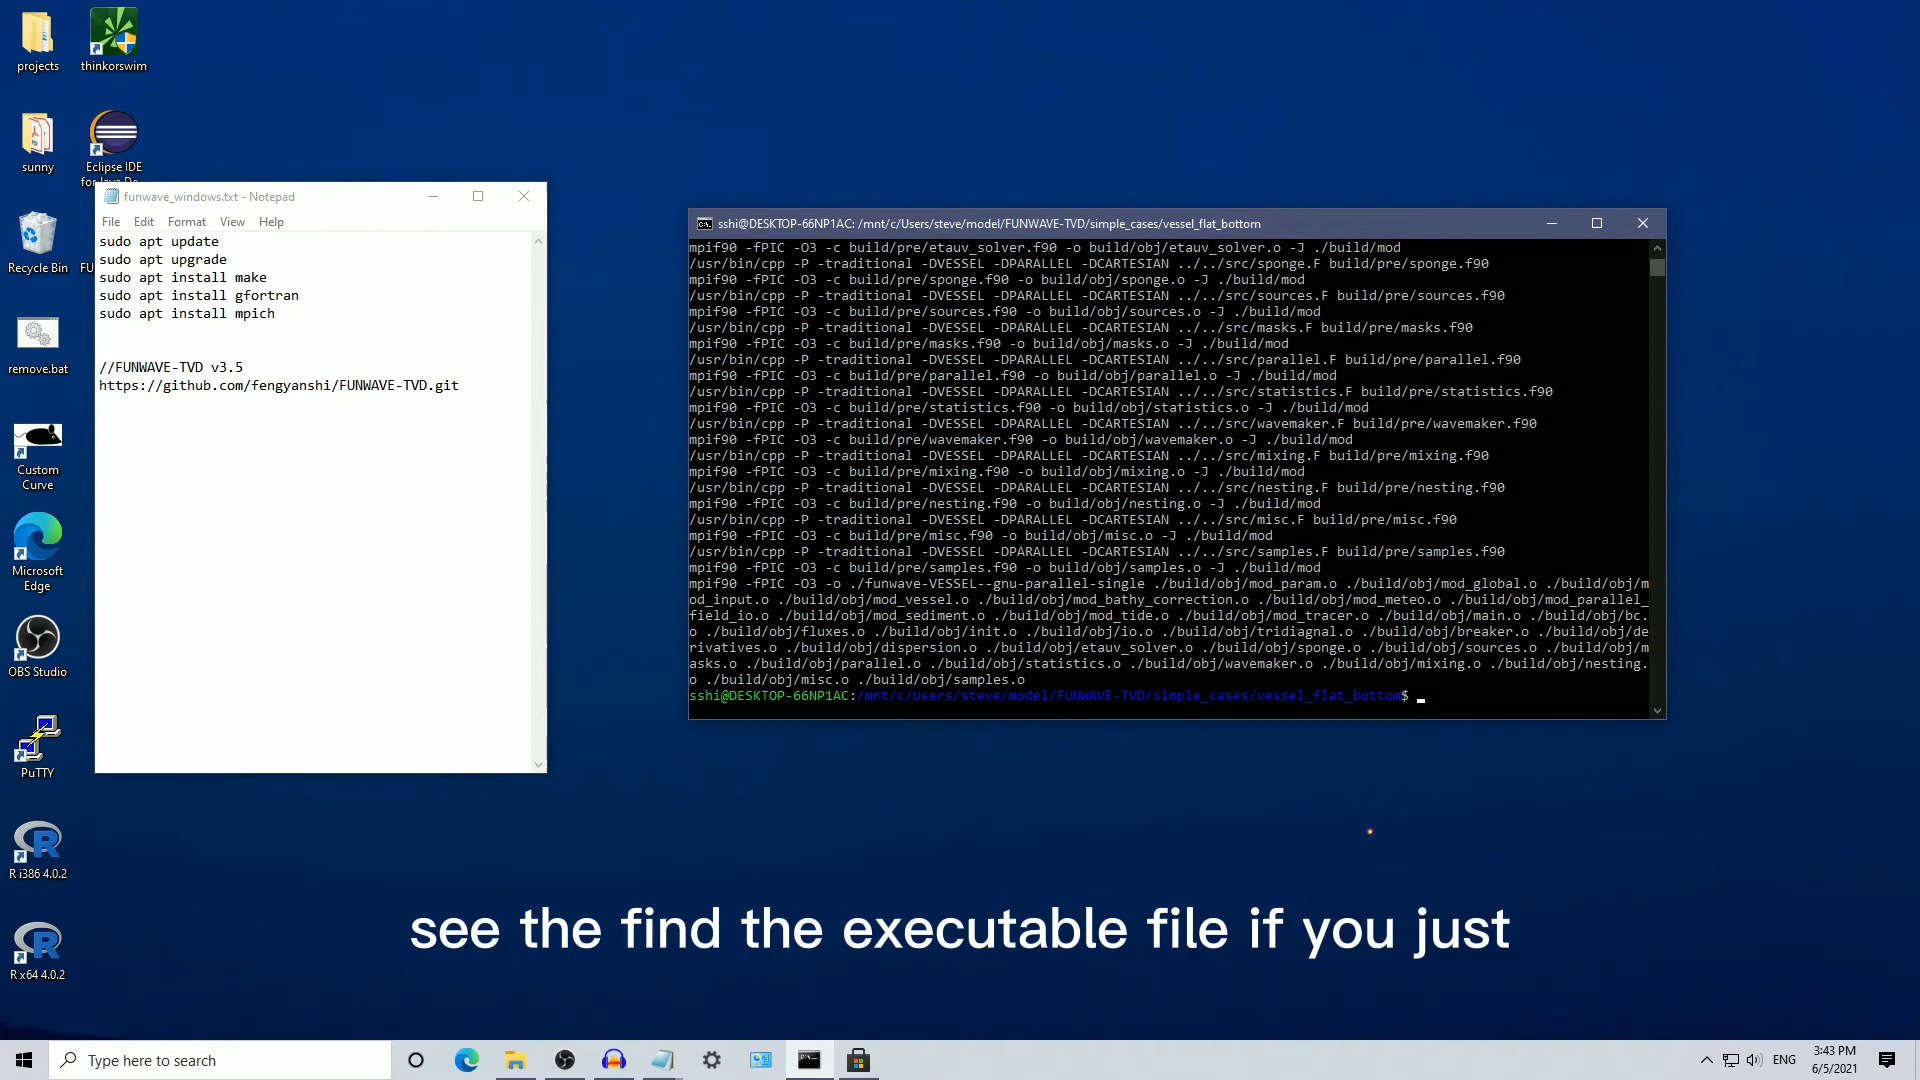 projects
thinkorswim
sunny
Eclipse IDE
for Java De...
Recycle Bin
FU
remove.bat
Custom
Curve
Microsoft
Edge
OBS Studio
PuTTY
R i386 4.0.2
R x64 4.0.2
funwave_windows.txt - Notepad
File Edit Format View Help
sudo apt update
sudo apt upgrade
sudo apt install make
sudo apt install gfortran
sudo apt install mpich
//FUNWAVE-TVD v3.5
https://github.com/fengyanshi/FUNWAVE-TVD.git
sshi@DESKTOP-66NP1AC: /mnt/c/Users/steve/model/FUNWAVE-TVD/simple_cases/vessel_flat_bottom
mpif90 -fPIC -O3 -c build/pre/etauv_solver.f90 -o build/obj/etauv_solver.o -J ./build/mod
/usr/bin/cpp -P -traditional -DVESSEL -DPARALLEL -DCARTESIAN ../../src/sponge.F build/pre/sponge.f90
mpif90 -fPIC -O3 -c build/pre/sponge.f90 -o build/obj/sponge.o -J ./build/mod
/usr/bin/cpp -P -traditional -DVESSEL -DPARALLEL -DCARTESIAN ../../src/sources.F build/pre/sources.f90
mpif90 -fPIC -O3 -c build/pre/sources.f90 -o build/obj/sources.o -J ./build/mod
/usr/bin/cpp -P -traditional -DVESSEL -DPARALLEL -DCARTESIAN ../../src/masks.F build/pre/masks.f90
mpif90 -fPIC -O3 -c build/pre/masks.f90 -o build/obj/masks.o -J ./build/mod
/usr/bin/cpp -P -traditional -DVESSEL -DPARALLEL -DCARTESIAN ../../src/parallel.F build/pre/parallel.f90
mpif90 -fPIC -O3 -c build/pre/parallel.f90 -o build/obj/parallel.o -J ./build/mod
/usr/bin/cpp -P -traditional -DVESSEL -DPARALLEL -DCARTESIAN ../../src/statistics.F build/pre/statistics.f90
mpif90 -fPIC -O3 -c build/pre/statistics.f90 -o build/obj/statistics.o -J ./build/mod
/usr/bin/cpp -P -traditional -DVESSEL -DPARALLEL -DCARTESIAN ../../src/wavemaker.F build/pre/wavemaker.f90
mpif90 -fPIC -O3 -c build/pre/wavemaker.f90 -o build/obj/wavemaker.o -J ./build/mod
/usr/bin/cpp -P -traditional -DVESSEL -DPARALLEL -DCARTESIAN ../../src/mixing.F build/pre/mixing.f90
mpif90 -fPIC -O3 -c build/pre/mixing.f90 -o build/obj/mixing.o -J ./build/mod
/usr/bin/cpp -P -traditional -DVESSEL -DPARALLEL -DCARTESIAN ../../src/nesting.F build/pre/nesting.f90
mpif90 -fPIC -O3 -c build/pre/nesting.f90 -o build/obj/nesting.o -J ./build/mod
/usr/bin/cpp -P -traditional -DVESSEL -DPARALLEL -DCARTESIAN ../../src/misc.F build/pre/misc.f90
mpif90 -fPIC -O3 -c build/pre/misc.f90 -o build/obj/misc.o -J ./build/mod
/usr/bin/cpp -P -traditional -DVESSEL -DPARALLEL -DCARTESIAN ../../src/samples.F build/pre/samples.f90
mpif90 -fPIC -O3 -c build/pre/samples.f90 -o build/obj/samples.o -J ./build/mod
mpif90 -fPIC -O3 -o ./funwave-VESSEL--gnu-parallel-single ./build/obj/mod_param.o ./build/obj/mod_global.o ./build/obj/m
od_input.o ./build/obj/mod_vessel.o ./build/obj/mod_bathy_correction.o ./build/obj/mod_meteo.o ./build/obj/mod_parallel_
field_io.o ./build/obj/mod_sediment.o ./build/obj/mod_tide.o ./build/obj/mod_tracer.o ./build/obj/main.o ./build/obj/bc.
o ./build/obj/fluxes.o ./build/obj/init.o ./build/obj/io.o ./build/obj/tridiagnal.o ./build/obj/breaker.o ./build/obj/de
rivatives.o ./build/obj/dispersion.o ./build/obj/etauv_solver.o ./build/obj/sponge.o ./build/obj/sources.o ./build/obj/m
asks.o ./build/obj/parallel.o ./build/obj/statistics.o ./build/obj/wavemaker.o ./build/obj/mixing.o ./build/obj/nesting.
o ./build/obj/misc.o ./build/obj/samples.o
sshi@DESKTOP-66NP1AC:/mnt/c/Users/steve/model/FUNWAVE-TVD/simple_cases/vessel_flat_bottom$
see the find the executable file if you just
Type here to search
ENG
3:43 PM
6/5/2021